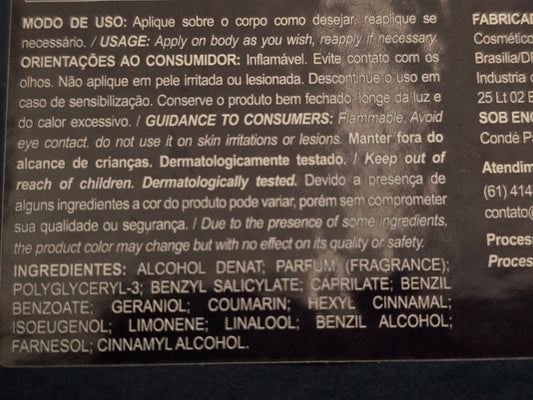 MODO DE USO: Aplique sobre o corpo como desejar, reaplique se
necessário. / USAGE: Apply on body as you wish, reapply if necessary.
ORIENTAÇÕES AO CONSUMIDOR: Inflamável. Evite contato com os
olhos. Não aplique em pele irritada ou lesionada. Descontinue o uso em
caso de sensibilização. Conserve o produto bem fechado, longe da luz e
do calor excessivo. / GUIDANCE TO CONSUMERS: Flammable. Avoid
eye contact. do not use it on skin irritations or lesions. Manter fora do
alcance de crianças. Dermatologicamente testado. / Keep out of
reach of children. Dermatologically tested. Devido a presença de
alguns ingredientes a cor do produto pode variar, porém sem comprometer
sua qualidade ou segurança. / Due to the presence of some ingredients,
the product color may change but with no effect on its quality or safety.
INGREDIENTES: ALCOHOL DENAT; PARFUM (FRAGRANCE);
POLYGLYCERYL-3; BENZYL SALICYLATE; CAPRILATE; BENZIL
BENZOATE; GERANIOL; COUMARIN; HEXYL CINNAMAL;
ISOEUGENOL; LIMONENE; LINALOOL; BENZIL ALCOHOL;
FARNESOL; CINNAMYL ALCOHOL.
FABRICAD
Cosmético
Brasília/DF
Industria
25 Lt 02
SOB EN
Condé
Atendim
(61) 414
contato@
Process
Proces